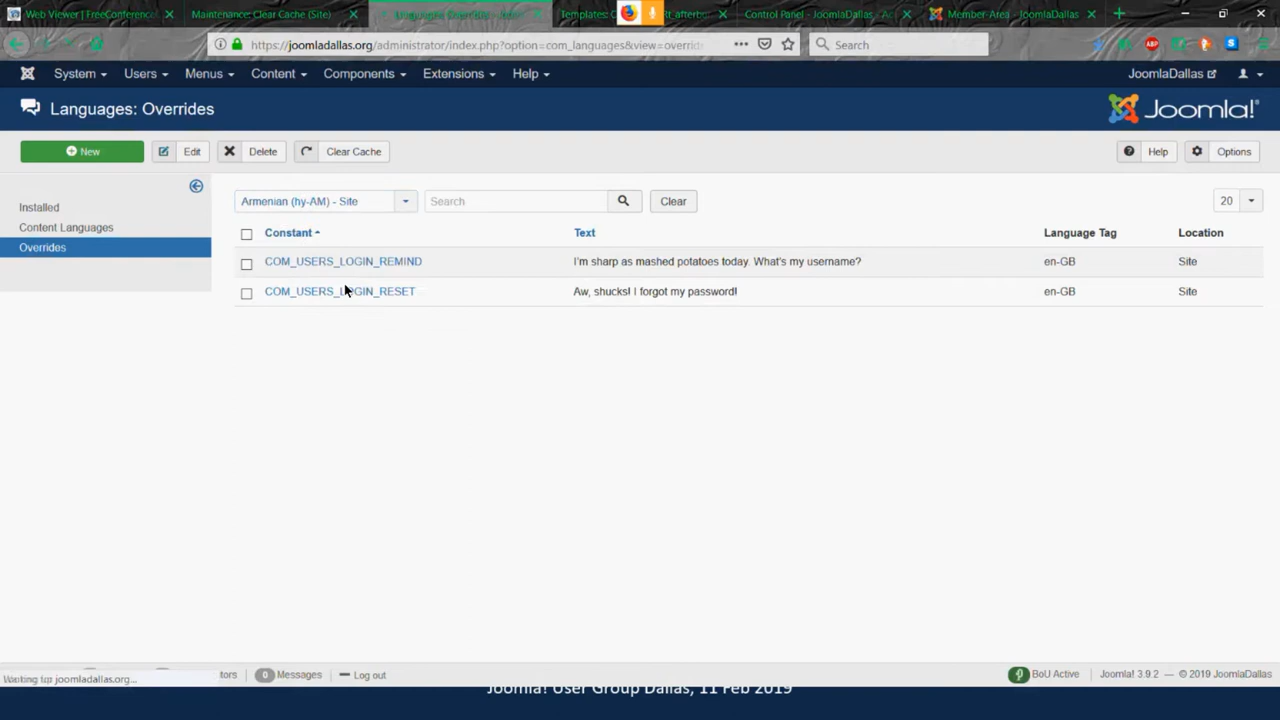 Web Viewer | FreeConference
Maintenance: Clear Cache (Site)
Templates: C
rt_afterb
Control Panel - JoomlaDallas - Ac
Member-Area - JoomlaDallas
https://joomladallas.org/administrator/index.php?option=com_languages&view=overrid
Search
System
Users
Menus
Content
Components
Extensions
Help
JoomlaDallas
Languages: Overrides
Joomla!
New
Edit
Delete
Clear Cache
Help
Options
Installed
Content Languages
Overrides
Armenian (hy-AM) - Site
Search
Clear
20
Constant
Text
Language Tag
Location
COM_USERS_LOGIN_REMIND
I'm sharp as mashed potatoes today. What's my username?
en-GB
Site
COM_USERS_LOGIN_RESET
Aw, shucks! I forgot my password!
en-GB
Site
Waiting for joomladallas.org...
tors
0 Messages
Log out
BoU Active
Joomla! 3.9.2 — © 2019 JoomlaDallas
Joomla! User Group Dallas, 11 Feb 2019